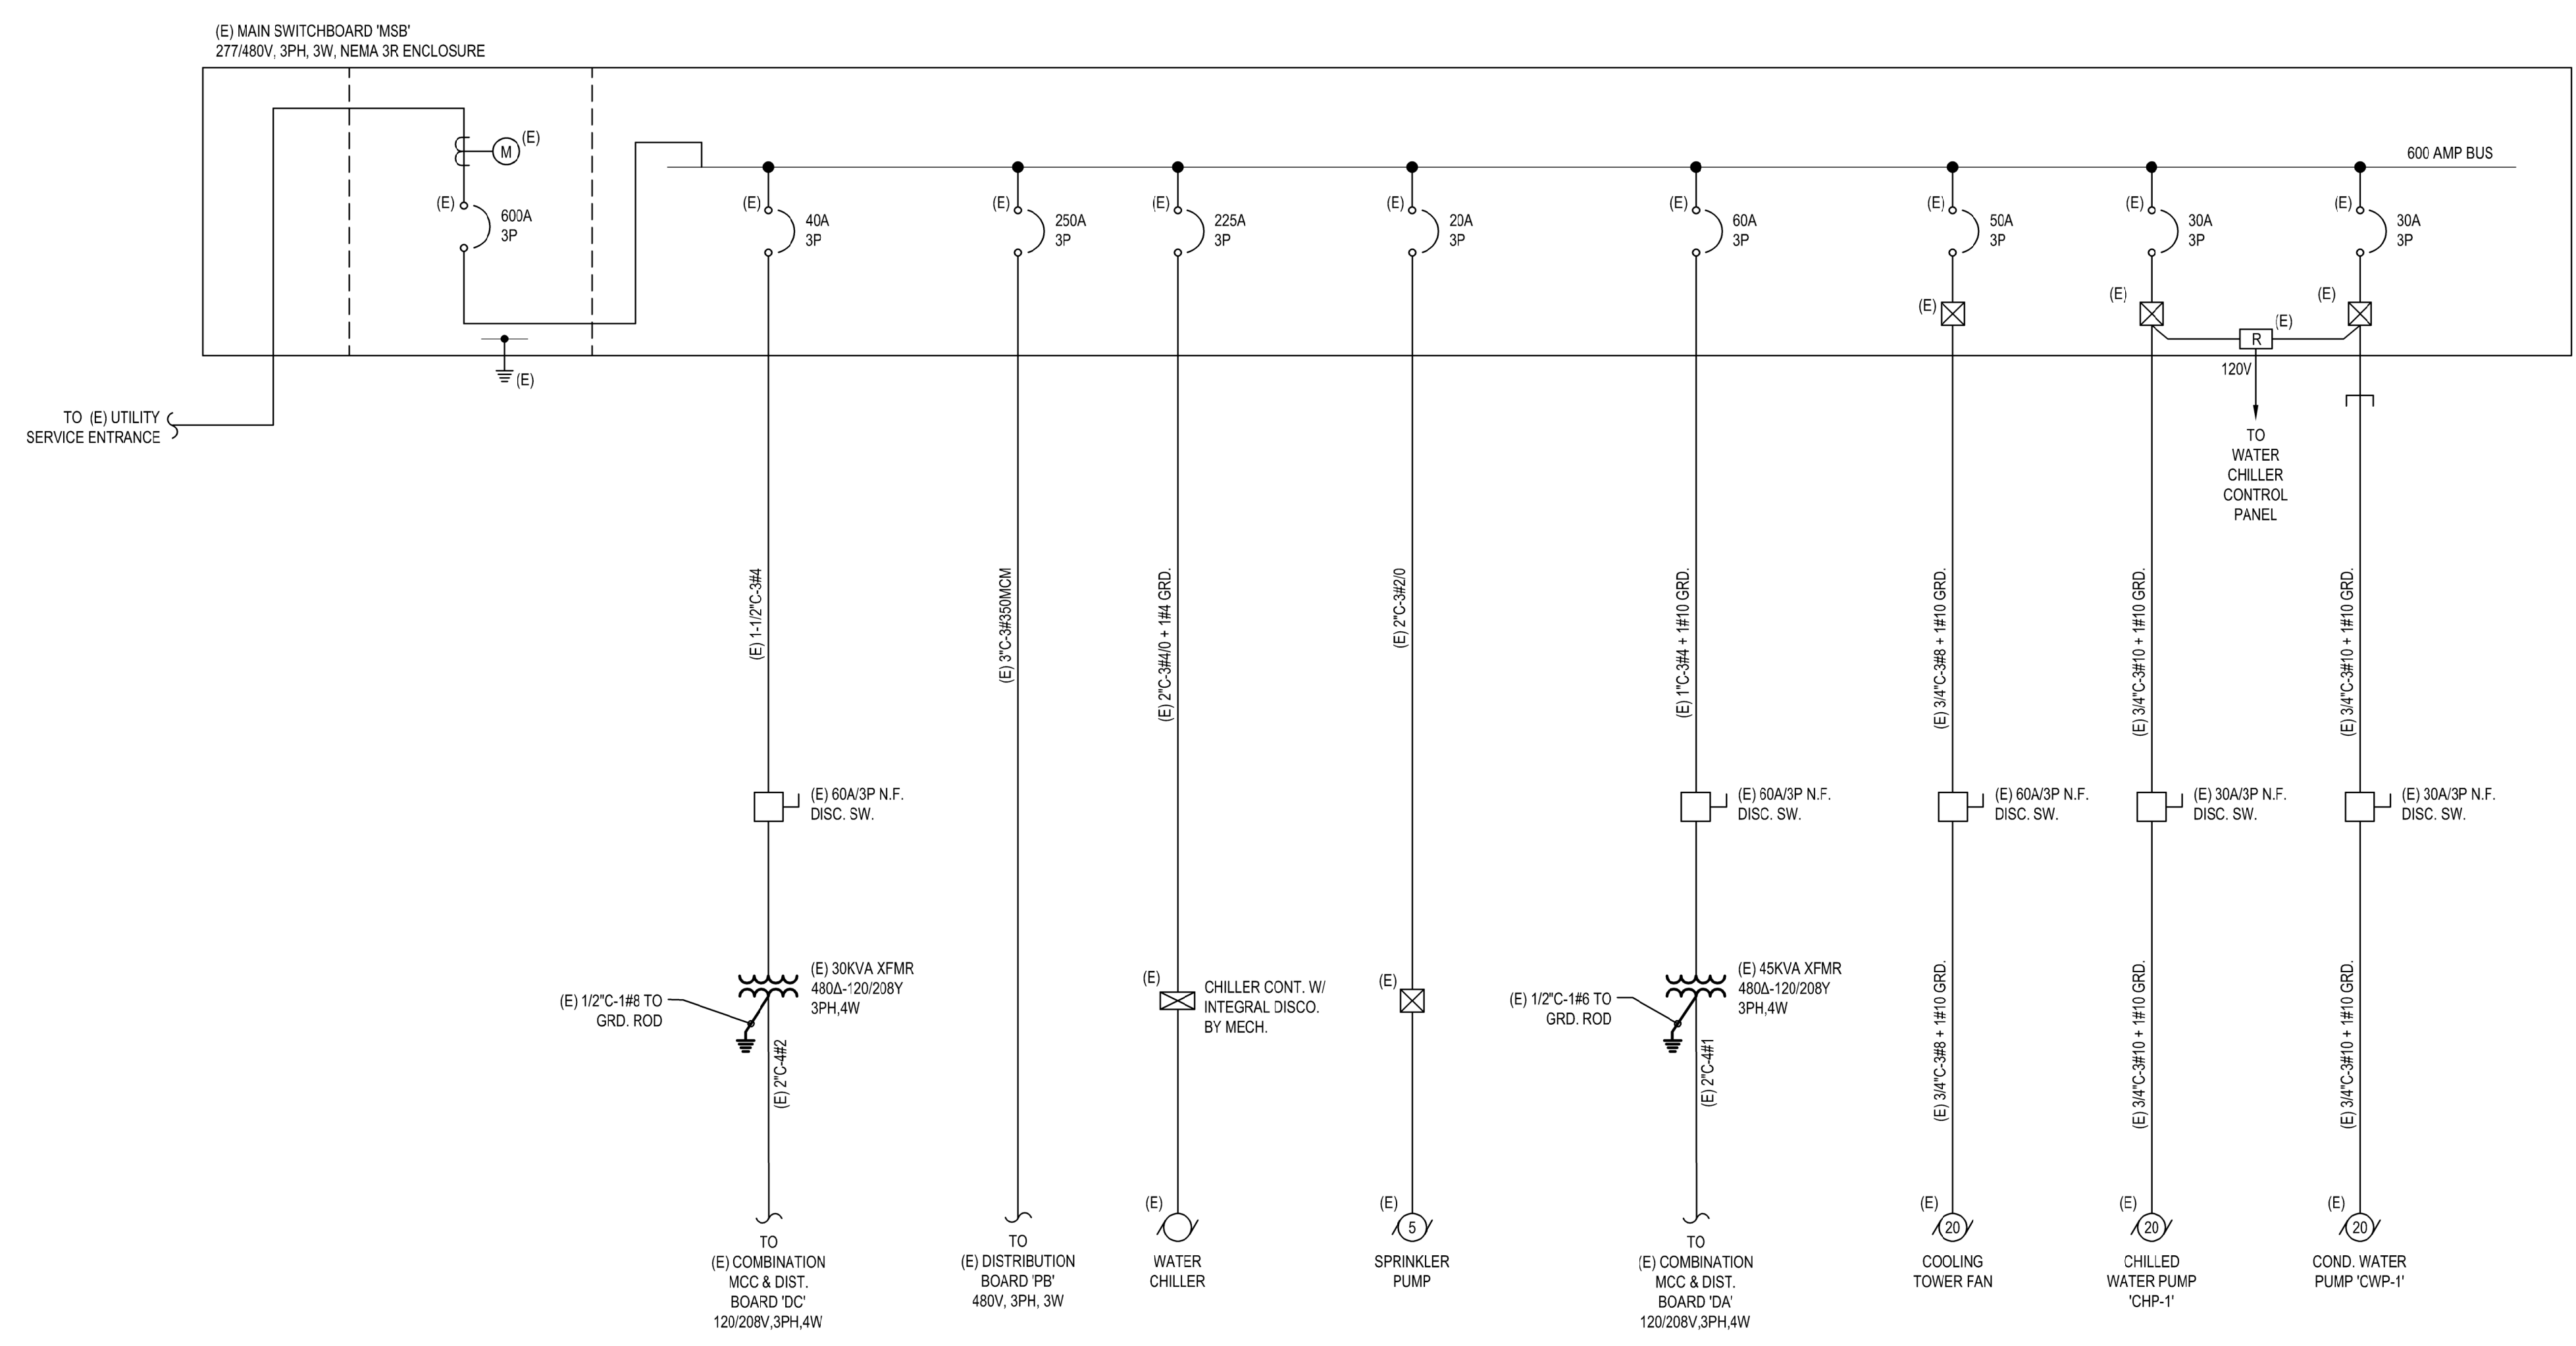 (E) MAIN SWITCHBOARD 'MSB'
277/480V, 3PH, 3W, NEMA 3R ENCLOSURE
M
(E)
(E)
600A
3P
(E)
TO (E) UTILITY
SERVICE ENTRANCE
600 AMP BUS
(E)
40A
3P
(E)
250A
3P
(E)
225A
3P
(E)
20A
3P
(E)
60A
3P
(E)
50A
3P
(E)
30A
3P
(E)
30A
3P
(E)
(E)
(E)
R
(E)
120V
TO
WATER
CHILLER
CONTROL
PANEL
(E) 1-1/2"C-3#4
(E) 3"C-3#350MCM
(E) 2"C-3#4/0 + 1#4 GRD.
(E) 2"C-3#2/0
(E) 1"C-3#4 + 1#10 GRD.
(E) 3/4"C-3#8 + 1#10 GRD.
(E) 3/4"C-3#10 + 1#10 GRD.
(E) 3/4"C-3#10 + 1#10 GRD.
(E) 60A/3P N.F.
DISC. SW.
(E) 60A/3P N.F.
DISC. SW.
(E) 60A/3P N.F.
DISC. SW.
(E) 30A/3P N.F.
DISC. SW.
(E) 30A/3P N.F.
DISC. SW.
(E) 1/2"C-1#8 TO
GRD. ROD
(E) 30KVA XFMR
480Δ-120/208Y
3PH,4W
(E) 2"C-4#2
(E)
CHILLER CONT. W/
INTEGRAL DISCO.
BY MECH.
(E)
(E) 1/2"C-1#6 TO
GRD. ROD
(E) 45KVA XFMR
480Δ-120/208Y
3PH,4W
(E) 2"C-4#1
(E) 3/4"C-3#8 + 1#10 GRD.
(E) 3/4"C-3#10 + 1#10 GRD.
(E) 3/4"C-3#10 + 1#10 GRD.
TO
(E) COMBINATION
MCC & DIST.
BOARD 'DC'
120/208V,3PH,4W
TO
(E) DISTRIBUTION
BOARD 'PB'
480V, 3PH, 3W
(E)
WATER
CHILLER
(E)
5
SPRINKLER
PUMP
TO
(E) COMBINATION
MCC & DIST.
BOARD 'DA'
120/208V,3PH,4W
(E)
20
COOLING
TOWER FAN
(E)
20
CHILLED
WATER PUMP
'CHP-1'
(E)
20
COND. WATER
PUMP 'CWP-1'